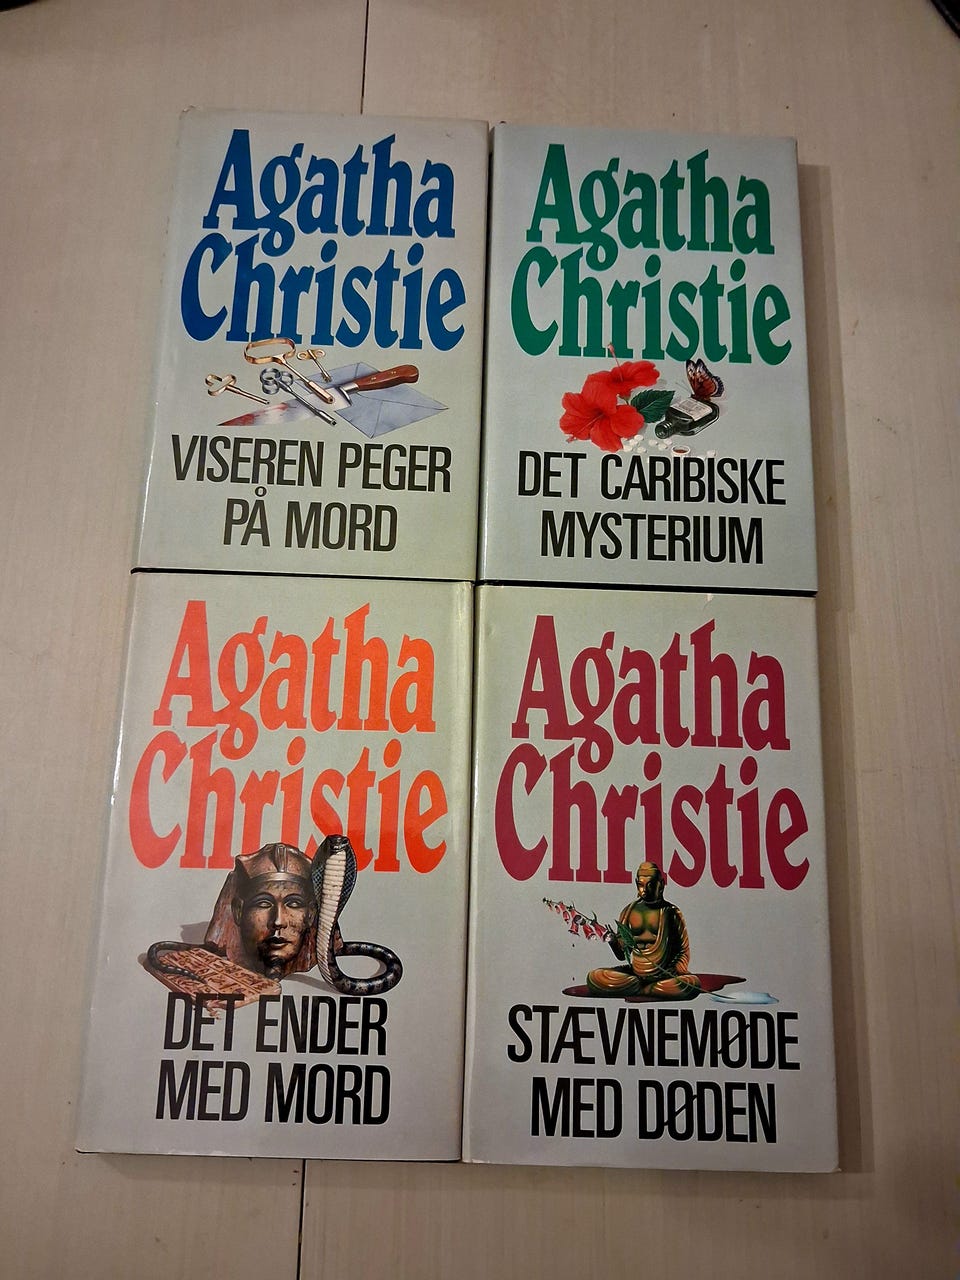 Agatha
Christie
VISEREN PEGER
PÅ MORD
Agatha
Christie
DET CARIBISKE
MYSTERIUM
Agatha
Christie
DET ENDER
MED MORD
Agatha
Christie
STÆVNEMØDE
MED DØDEN